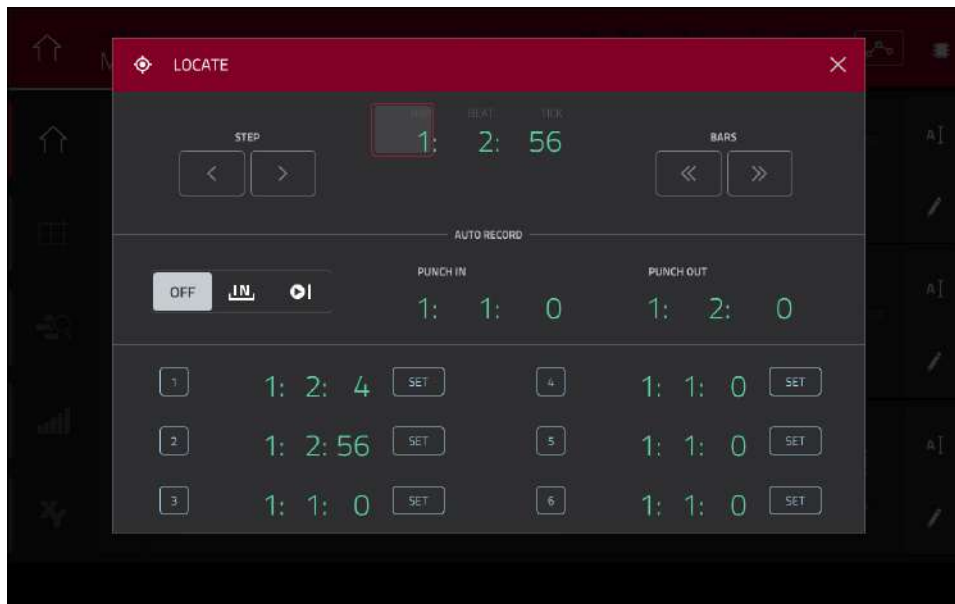 LOCATE
STEP
BEAT TICK
1: 2: 56
BARS
AUTO RECORD
OFF IN
PUNCH IN
1: 1: 0
PUNCH OUT
1: 2: 0
1 1: 2: 4 SET
4 1: 1: 0 SET
2 1: 2: 56 SET
5 1: 1: 0 SET
3 1: 1: 0 SET
6 1: 1: 0 SET